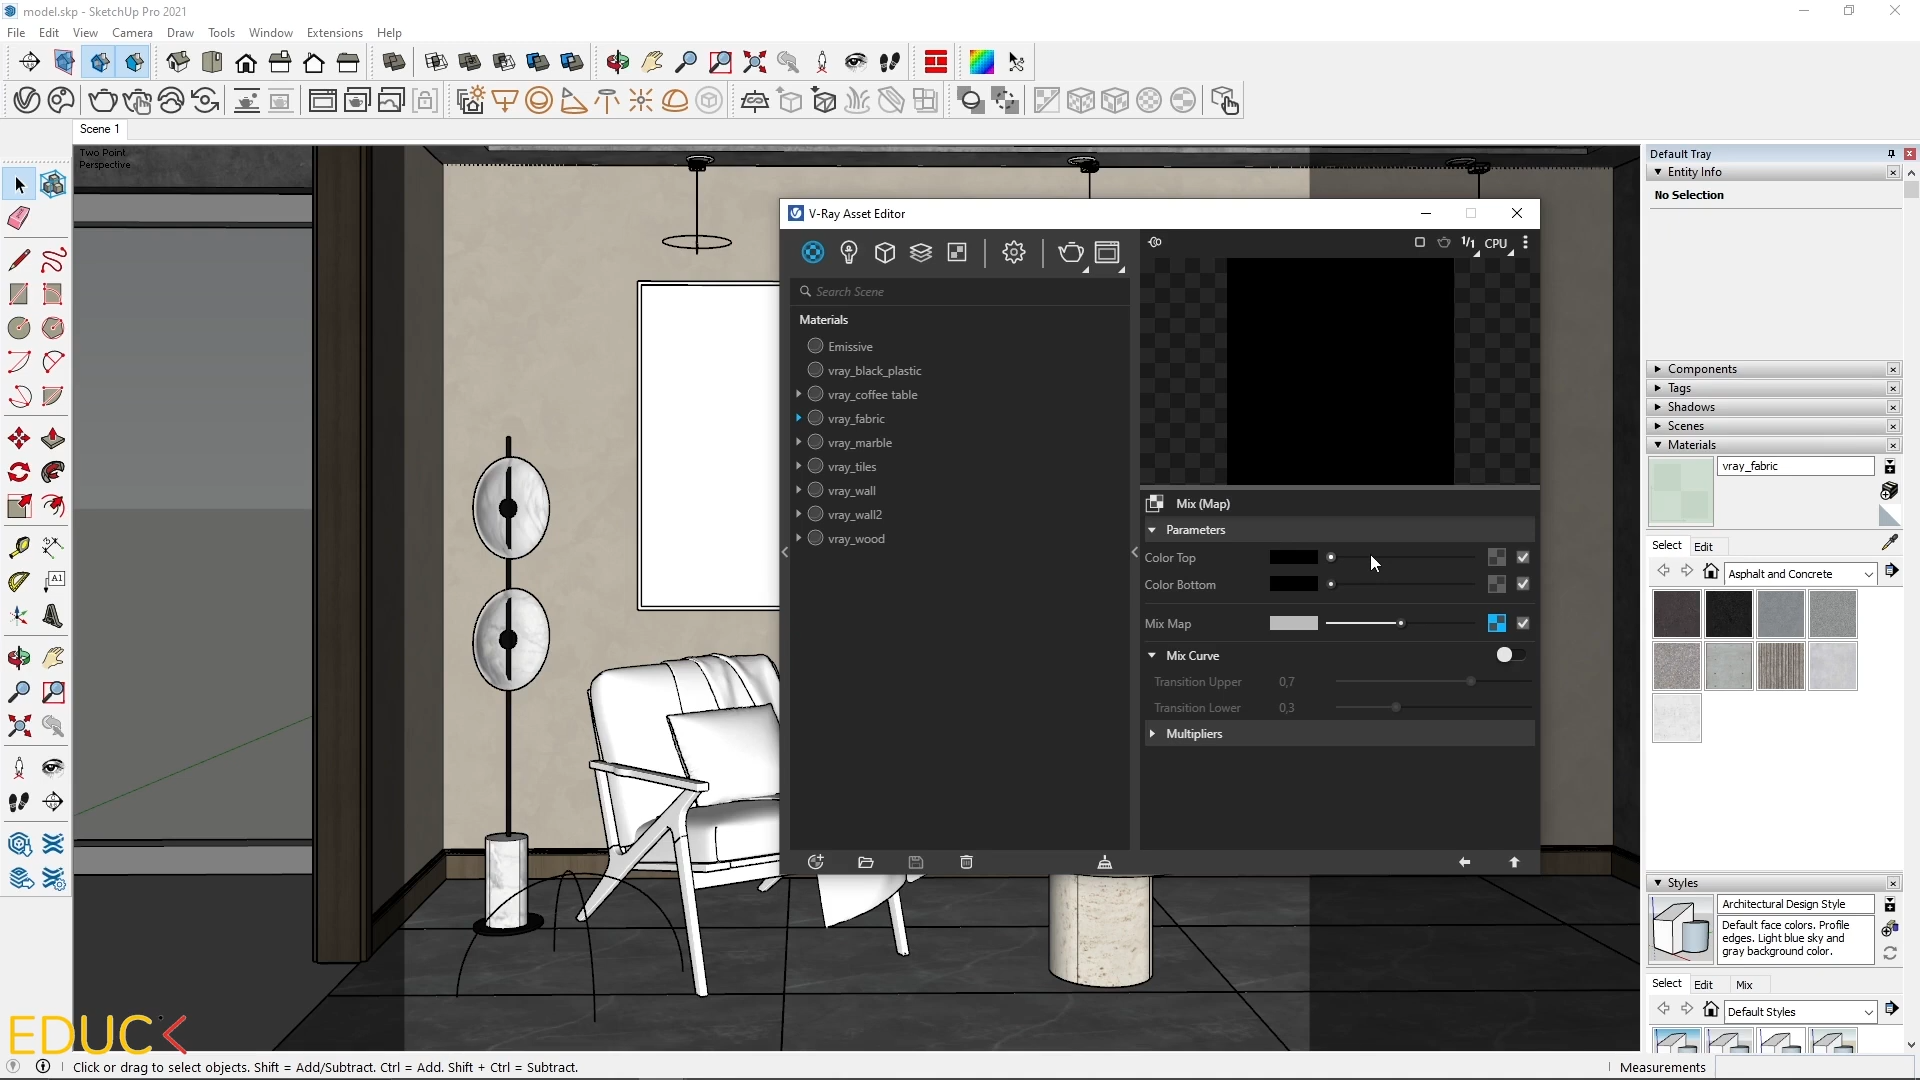 model.skp - SketchUp Pro 2021
File Edit View Camera Draw Tools Window Extensions Help
Scene 1
Two Point
Perspective
V-Ray Asset Editor
1/1 CPU
Search Scene
Materials
Emissive
vray_black_plastic
vray_coffee table
vray_fabric
vray_marble
vray_tiles
vray_wall
vray_wall2
vray_wood
Mix (Map)
Parameters
Color Top
Color Bottom
Mix Map
Mix Curve
Transition Upper 0,7
Transition Lower 0,3
Multipliers
Default Tray
Entity Info
No Selection
Components
Tags
Shadows
Scenes
Materials
vray_fabric
Select Edit
Asphalt and Concrete
Styles
Architectural Design Style
Default face colors. Profile
edges. Light blue sky and
gray background color.
Select Edit Mix
Default Styles
A1
EDUCK
Click or drag to select objects. Shift = Add/Subtract. Ctrl = Add. Shift + Ctrl = Subtract.
Measurements